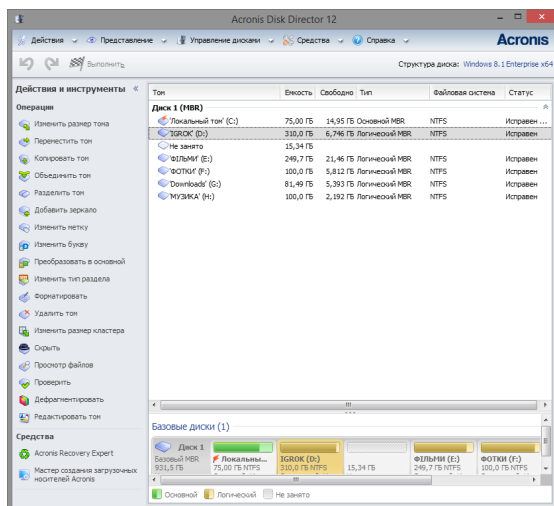 Acronis Disk Director 12
Действия Представление Управление дисками Средства Справка Acronis
Выполнить Структура диска: Windows 8.1 Enterprise x64
Действия и инструменты «
Операции
Изменить размер тома
Переместить том
Копировать том
Объединить том
Разделить том
Добавить зеркало
Изменить метку
Изменить букву
Преобразовать в основной
Изменить тип раздела
Форматировать
Удалить том
Изменить размер кластера
Скрыть
Просмотр файлов
Проверить
Дефрагментировать
Редактировать том
Средства
Acronis Recovery Expert
Мастер создания загрузочных
носителей Acronis
Том Емкость Свободно Тип Файловая система Статус
Диск 1 (MBR)
'Локальный том' (C:) 75,00 ГБ 14,95 ГБ Основной MBR NTFS Исправен ...
'IGROK' (D:) 310,0 ГБ 6,746 ГБ Логический MBR NTFS Исправен
Не занято 15,34 ГБ
'ФІЛЬМИ' (E:) 249,7 ГБ 21,46 ГБ Логический MBR NTFS Исправен
'ФОТКИ' (F:) 100,0 ГБ 5,812 ГБ Логический MBR NTFS Исправен
'Downloads' (G:) 81,49 ГБ 5,393 ГБ Логический MBR NTFS Исправен
'МУЗИКА' (H:) 100,0 ГБ 2,192 ГБ Логический MBR NTFS Исправен
Базовые диски (1)
Диск 1
Базовый MBR Локальны... IGROK (D:) ФІЛЬМИ (E:) ФОТКИ (F:)
931,5 ГБ 75,00 ГБ NTFS 310,0 ГБ NTFS 15,34 ГБ 249,7 ГБ NTFS 100,0 ГБ NTFS
Основной Логический Не занято